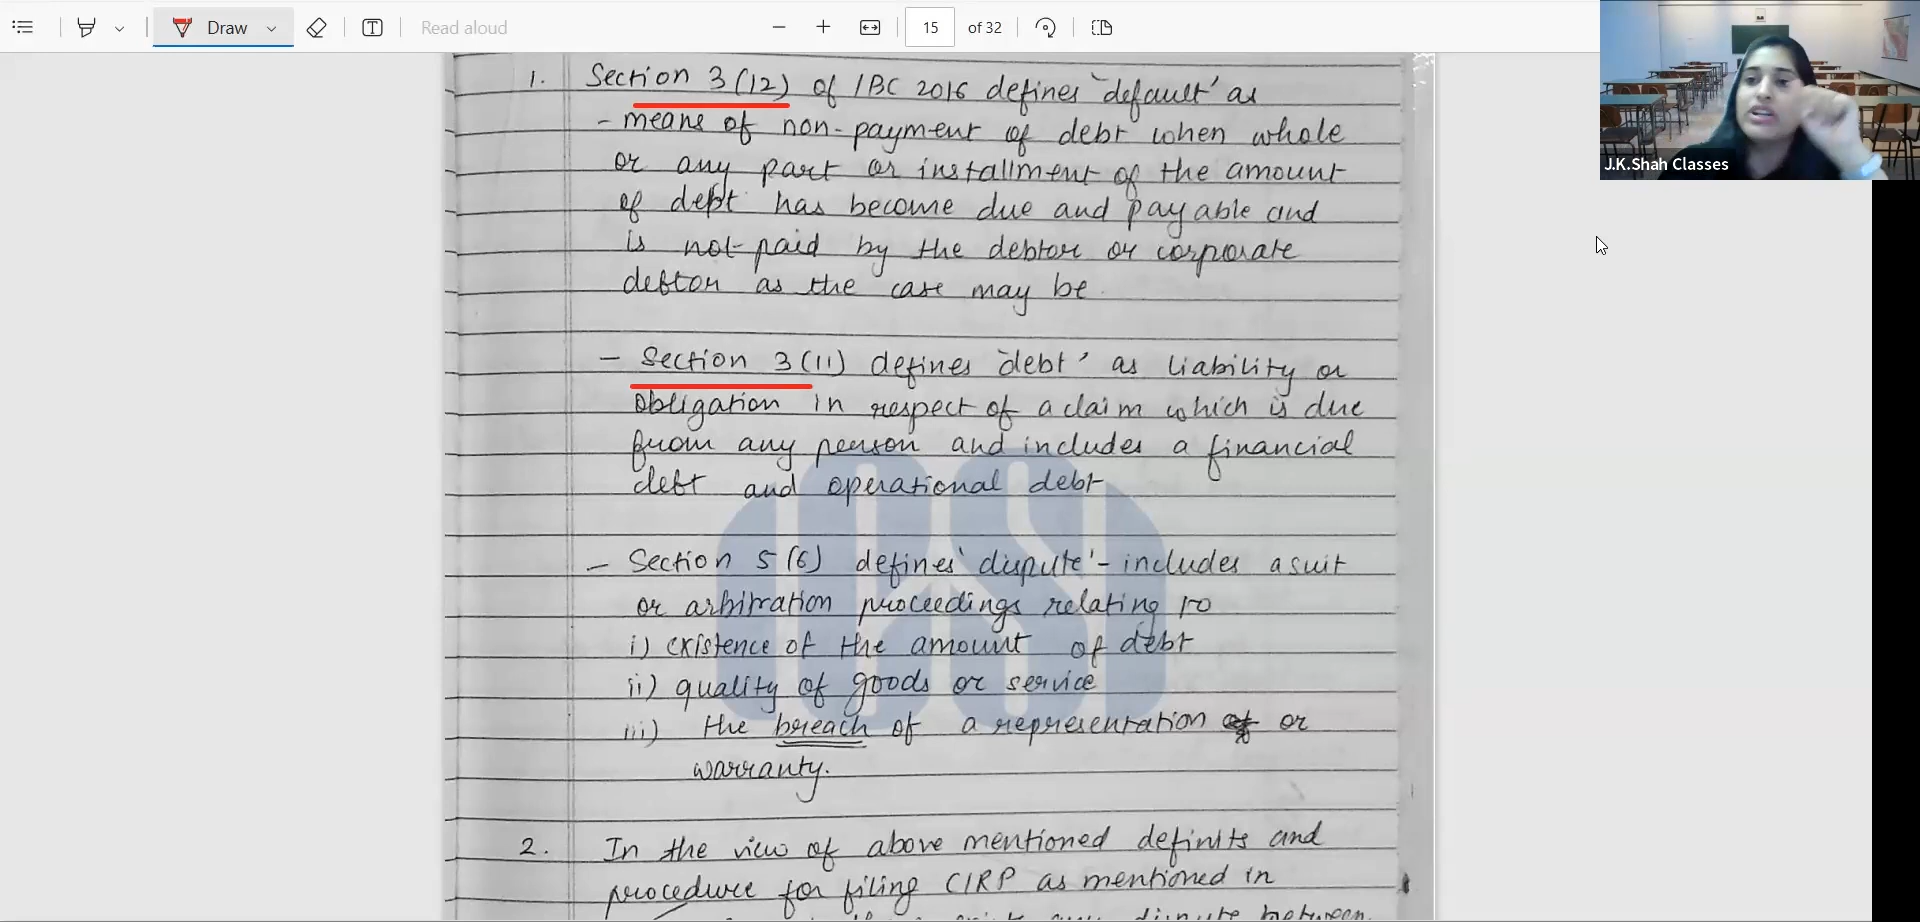 Draw
Read aloud
15 of 32
J.K.Shah Classes
1. Section 3(12) of IBC 2016 defines 'default' as
- means of non-payment of debt when whole
or any part or installment of the amount
of debt has become due and payable and
is not-paid by the debtor or corporate
debtor as the case may be.
- Section 3(11) defines 'debt' as liability or
obligation in respect of a claim which is due
from any person and includes a financial
debt and operational debt
- Section 5(6) defines 'dispute' - includes a suit
or arbitration proceedings relating to
i) existence of the amount of debt
ii) quality of goods or service
iii) the breach of a representation or
warranty.
2. In the view of above mentioned definits and
procedure for filing CIRP as mentioned in
any dispute between